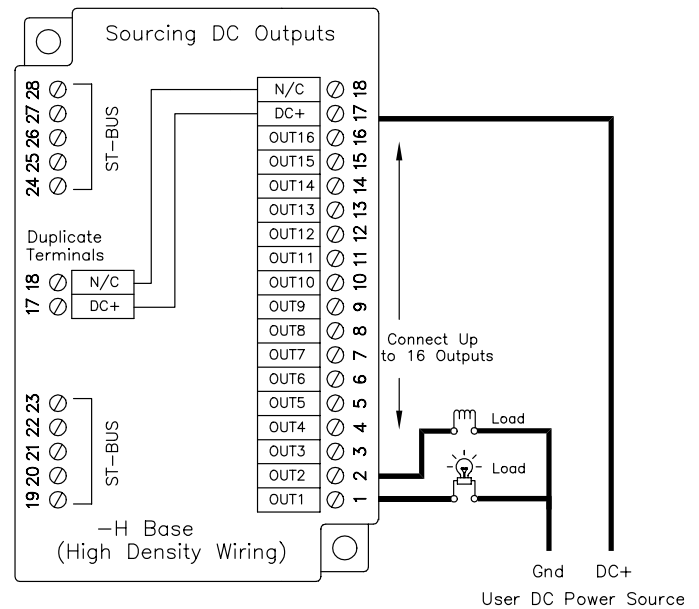 Sourcing DC Outputs
28
27
26
25
24
ST-BUS
Duplicate
Terminals
18 N/C
17 DC+
23
22
21
20
19
ST-BUS
N/C 18
DC+ 17
OUT16 16
OUT15 15
OUT14 14
OUT13 13
OUT12 12
OUT11 11
OUT10 10
OUT9 9
OUT8 8
OUT7 7
OUT6 6
OUT5 5
OUT4 4
OUT3 3
OUT2 2
OUT1 1
Connect Up
to 16 Outputs
Load
Load
-H Base
(High Density Wiring)
Gnd DC+
User DC Power Source